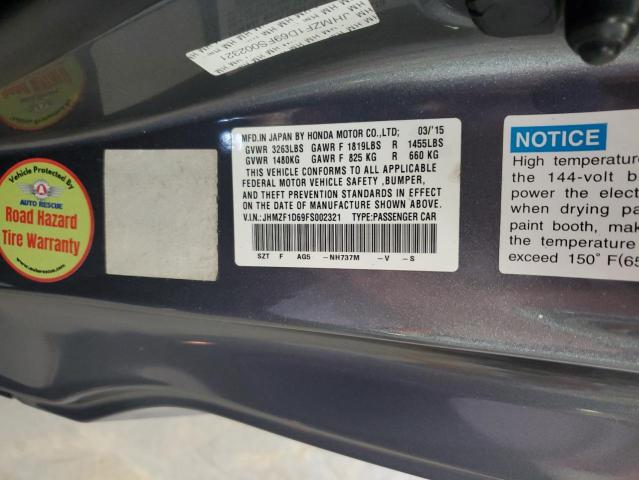 JHMZF1D69FS002321
MFD.IN JAPAN BY HONDA MOTOR CO.,LTD; 03/'15
GVWR 3263LBS GAWR F 1819LBS R 1455LBS
GVWR 1480KG GAWR F 825 KG R 660 KG
THIS VEHICLE CONFORMS TO ALL APPLICABLE
FEDERAL MOTOR VEHICLE SAFETY ,BUMPER,
AND THEFT PREVENTION STANDARDS IN EFFECT
ON THE DATE OF MANUFACTURE SHOWN ABOVE.
V.I.N.:JHMZF1D69FS002321 TYPE:PASSENGER CAR
SZT F AG5 -NH737M -V -S
Vehicle Protected By
AUTO RESCUE
Road Hazard
Tire Warranty
1-800
NOTICE
High temperature
the 144-volt b
power the elect
when drying pa
paint booth, mak
the temperature
exceed 150° F(65